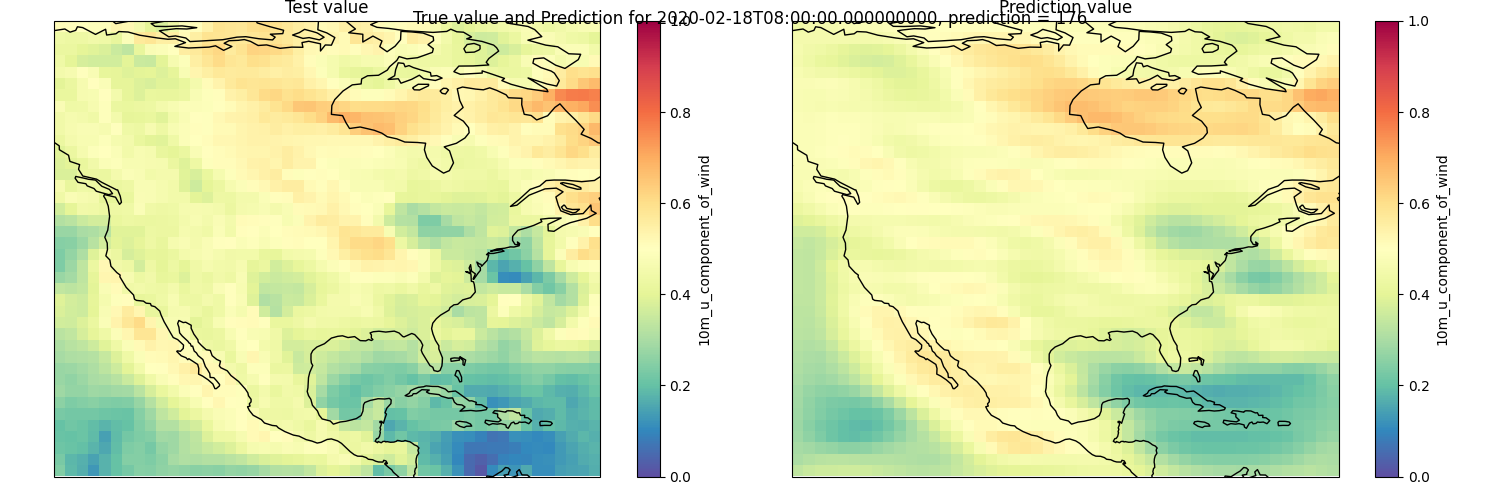 Test value
True value and Prediction for 2020-02-18T08:00:00.000000000, prediction = 176
Prediction value
1.0
0.8
0.6
0.4
0.2
0.0
10m_u_component_of_wind
1.0
0.8
0.6
0.4
0.2
0.0
10m_u_component_of_wind